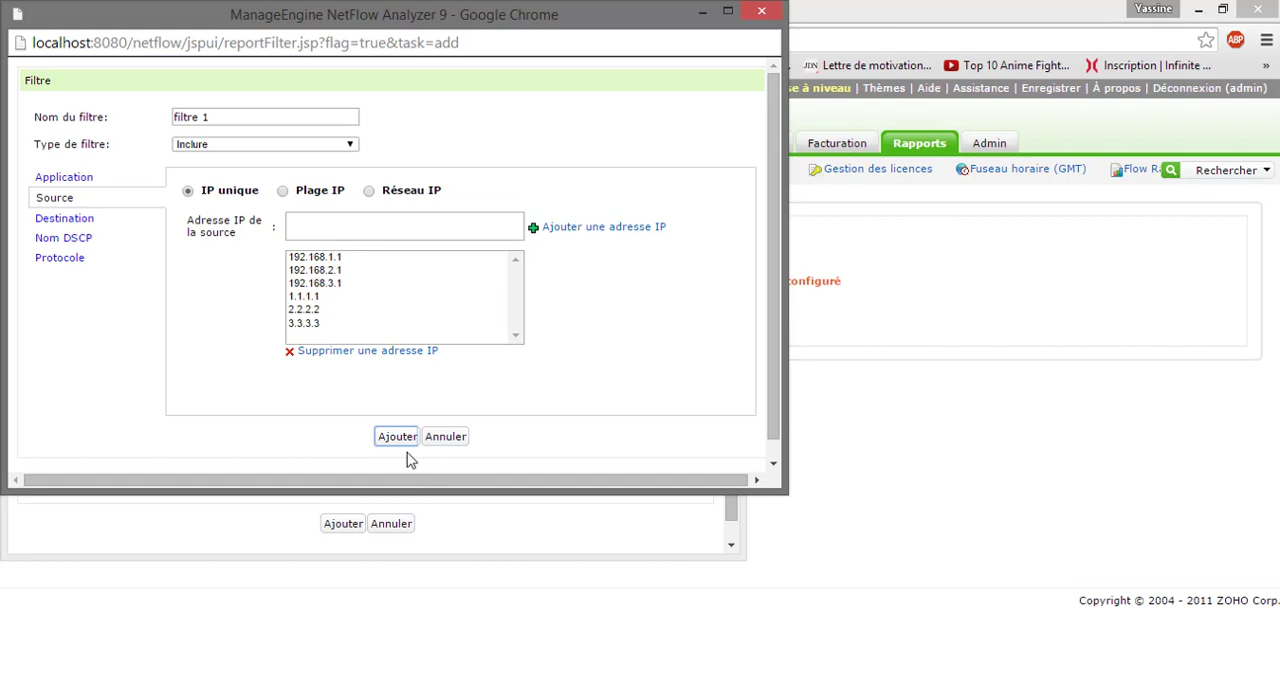 ManageEngine NetFlow Analyzer 9 - Google Chrome
Yassine
localhost:8080/netflow/jspui/reportFilter.jsp?flag=true&task=add
ABP
JDN Lettre de motivation...
Top 10 Anime Fight...
Inscription | Infinite ...
»
se à niveau | Thèmes | Aide | Assistance | Enregistrer | À propos | Déconnexion (admin)
Filtre
Nom du filtre:
filtre 1
Type de filtre:
Inclure
Facturation
Rapports
Admin
Gestion des licences
Fuseau horaire (GMT)
Flow R
Rechercher
Application
Source
Destination
Nom DSCP
Protocole
IP unique
Plage IP
Réseau IP
Adresse IP de
la source
:
Ajouter une adresse IP
192.168.1.1
192.168.2.1
192.168.3.1
1.1.1.1
2.2.2.2
3.3.3.3
Supprimer une adresse IP
configuré
Ajouter
Annuler
Ajouter
Annuler
Copyright © 2004 - 2011 ZOHO Corp.